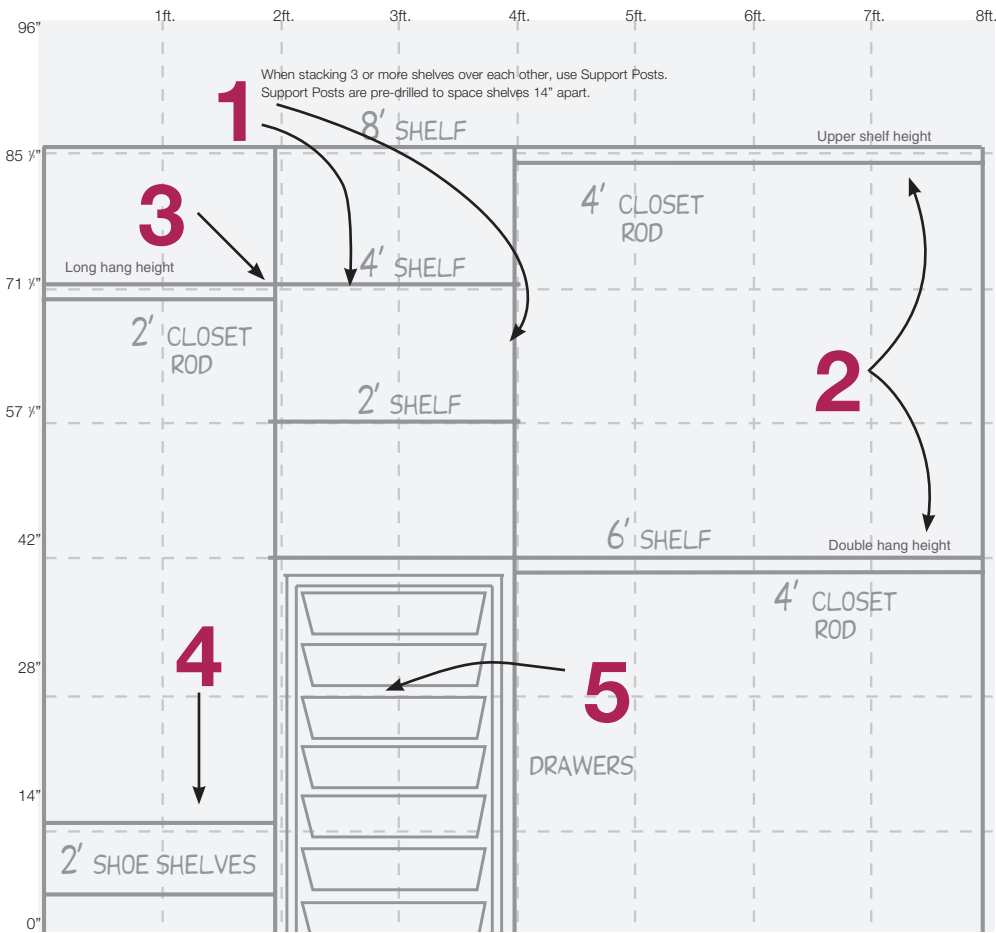 1ft. 2ft. 3ft. 4ft. 5ft. 6ft. 7ft. 8ft.
96”
When stacking 3 or more shelves over each other, use Support Posts.
Support Posts are pre-drilled to space shelves 14” apart.
1
8’ SHELF
Upper shelf height
85 ½”
4’ CLOSET
ROD
3
Long hang height
4’ SHELF
71 ½”
2’ CLOSET
ROD
2
2’ SHELF
57 ½”
6’ SHELF
42”
Double hang height
4’ CLOSET
ROD
4
28”
5
DRAWERS
14”
2’ SHOE SHELVES
0”